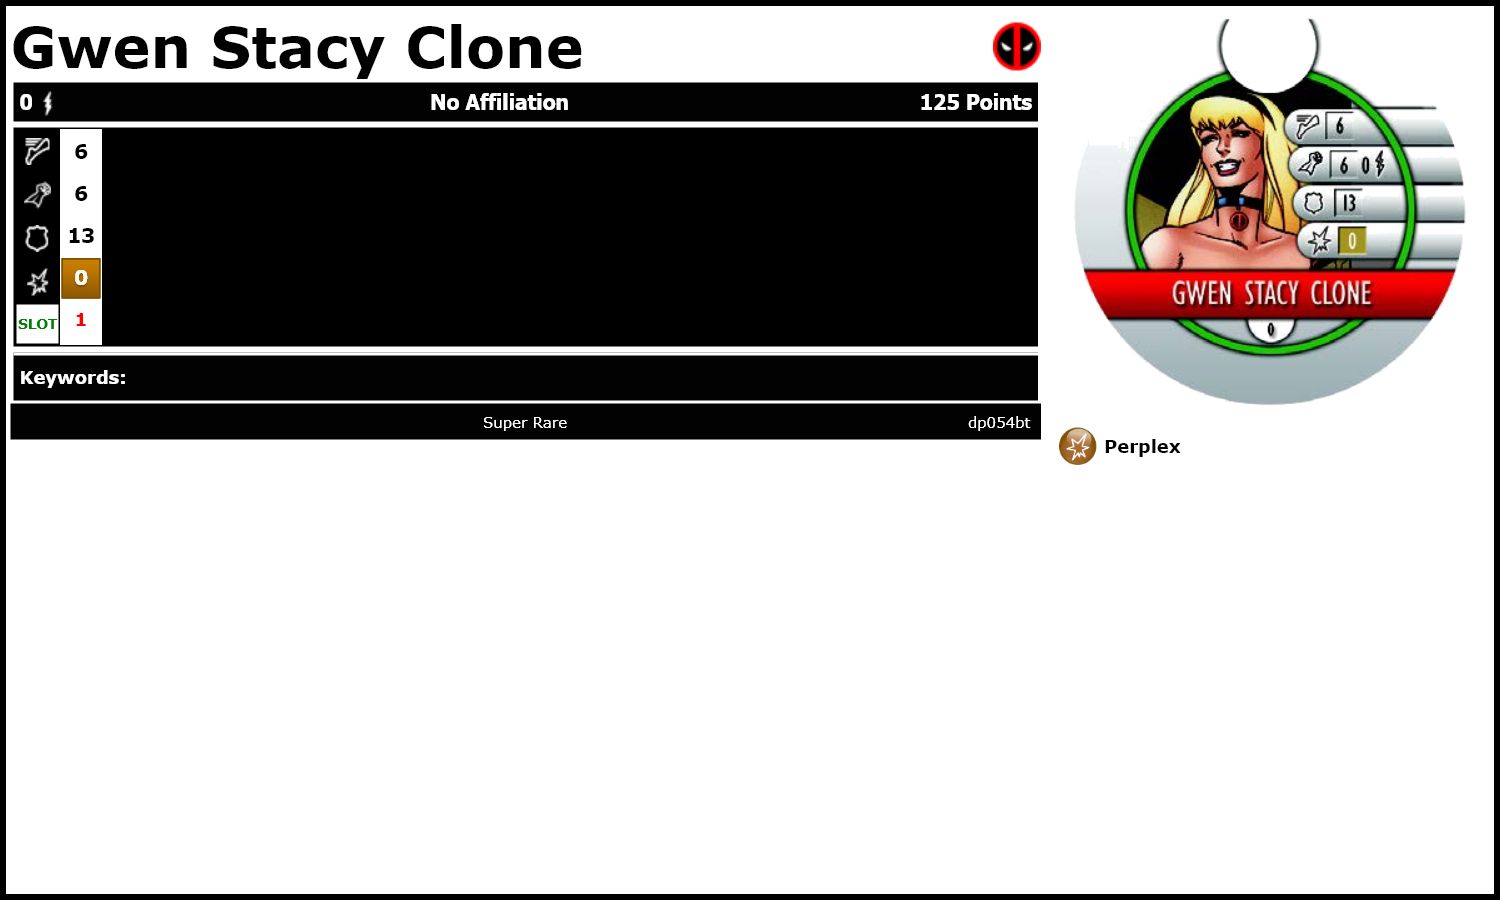 Gwen Stacy Clone
0 No Affiliation 125 Points
6
6
13
0
SLOT 1
Keywords:
Super Rare dp054bt
6
6 0
13
0
GWEN STACY CLONE
0
Perplex